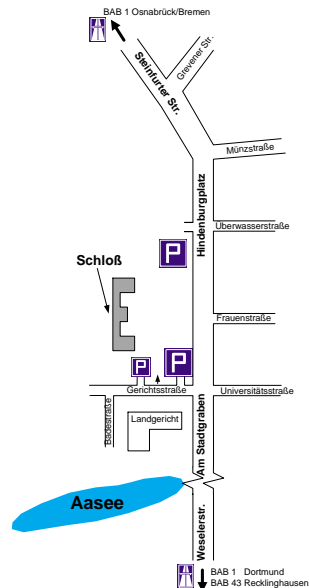 BAB 1 Osnabrück/Bremen
Steinfurter Str.
Grevener Str.
Münzstraße
Hindenburgplatz
Überwasserstraße
P
Schloß
Frauenstraße
P
P
Gerichtsstraße
Universitätsstraße
Badestraße
Landgericht
Am Stadtgraben
Aasee
Weselerstr.
BAB 1 Dortmund
BAB 43 Recklinghausen